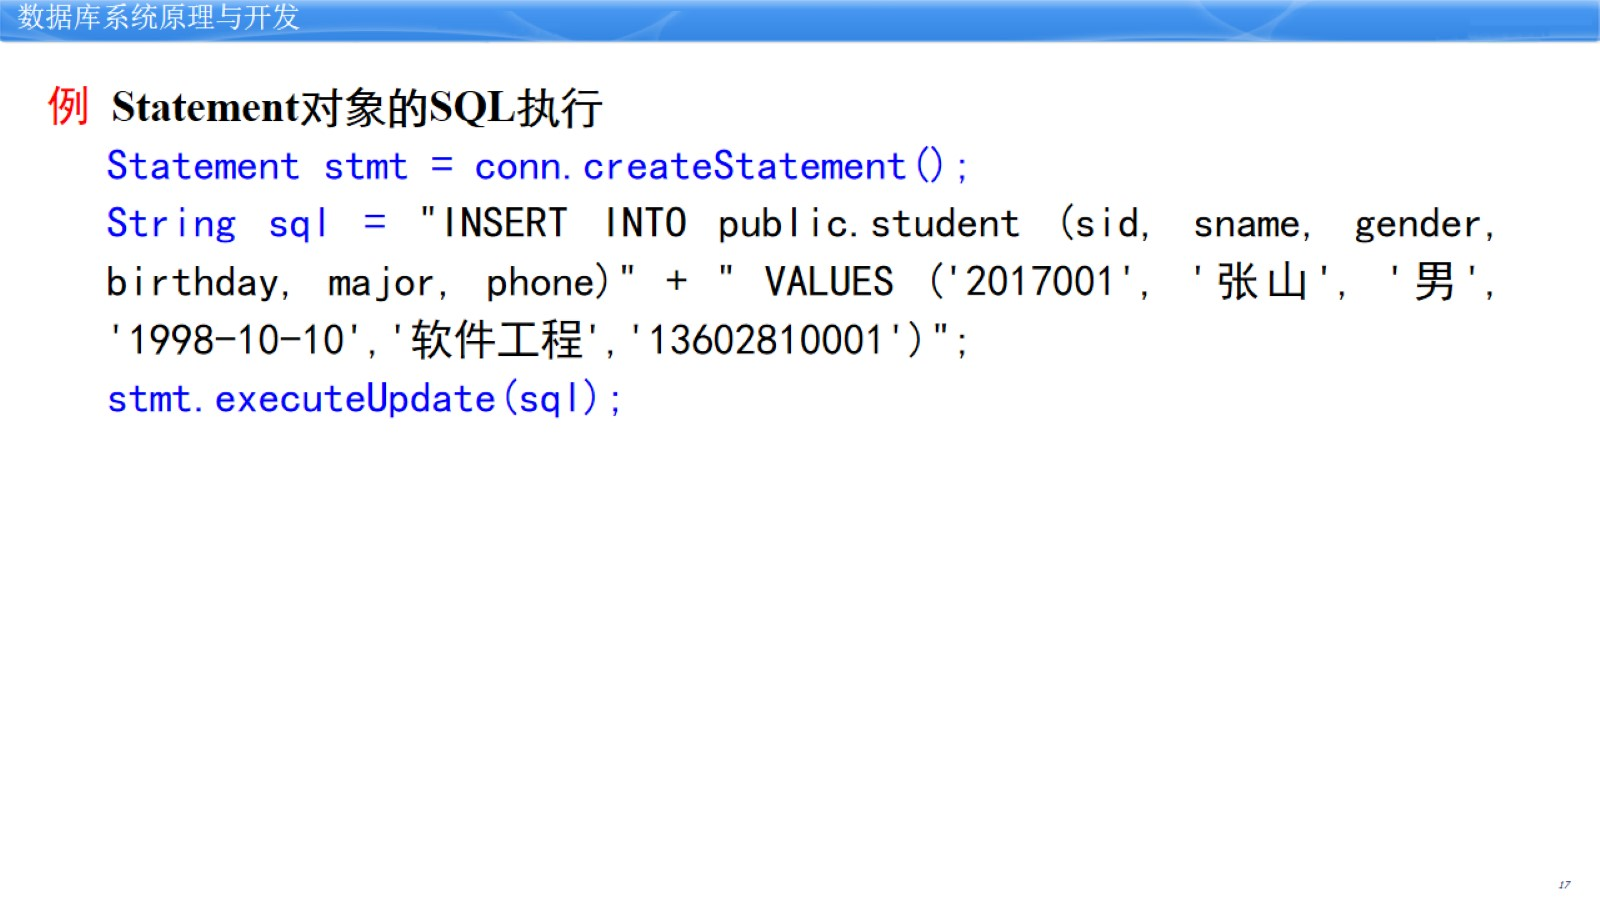 数据库系统原理与开发
例 Statement对象的SQL执行
Statement stmt = conn.createStatement();
String sql = "INSERT INTO public.student (sid, sname, gender,
birthday, major, phone)" + " VALUES ('2017001', '张山', '男',
'1998-10-10','软件工程','13602810001')";
stmt.executeUpdate(sql);
17